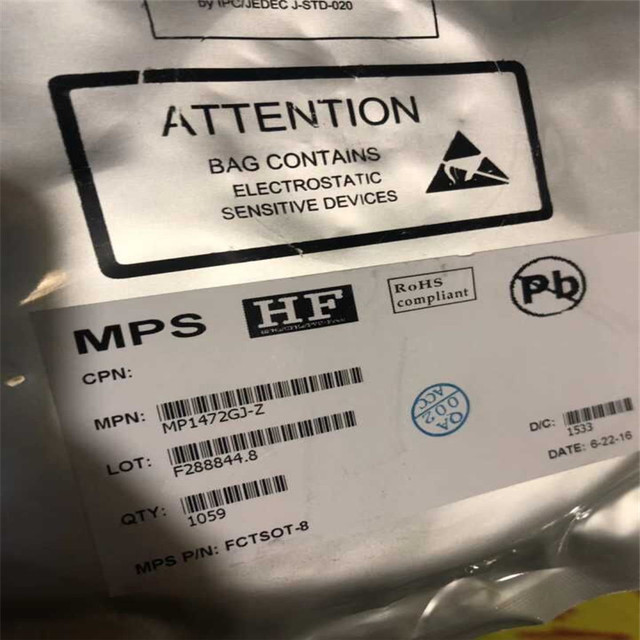 by IPC/JEDEC J-STD-020
ATTENTION
BAG CONTAINS
ELECTROSTATIC
SENSITIVE DEVICES
MPS
HF
RoHS
compliant
Pb
CPN:
MPN:
MP1472GJ-Z
LOT:
F288844.8
QTY:
1059
MPS P/N: FCTSOT-8
QA
002
ACC
D/C:
1533
DATE: 6-22-16